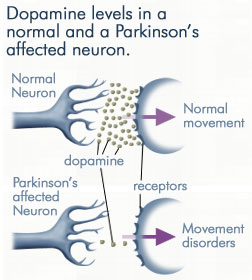 Dopamine levels in a
normal and a Parkinson's
affected neuron.
Normal
Neuron
Normal
movement
dopamine
receptors
Parkinson's
affected
Neuron
Movement
disorders